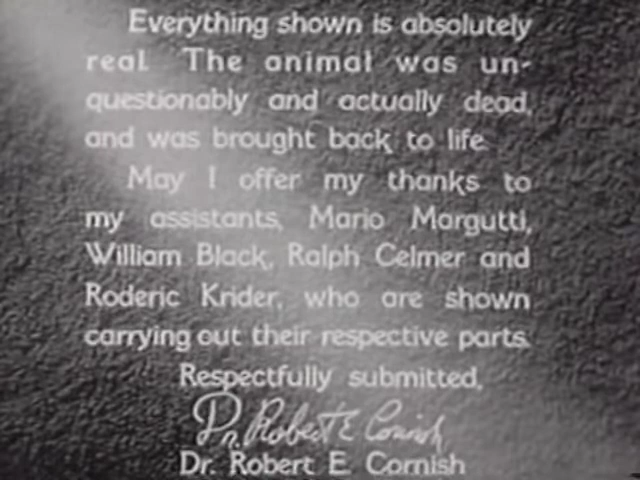 Everything shown is absolutely
real. The animal was un-
questionably and actually dead,
and was brought back to life.
May I offer my thanks to
my assistants, Mario Margutti,
William Black, Ralph Celmer and
Roderic Krider, who are shown
carrying out their respective parts.
Respectfully submitted,
Dr. Robert E Cornish
Dr. Robert E. Cornish